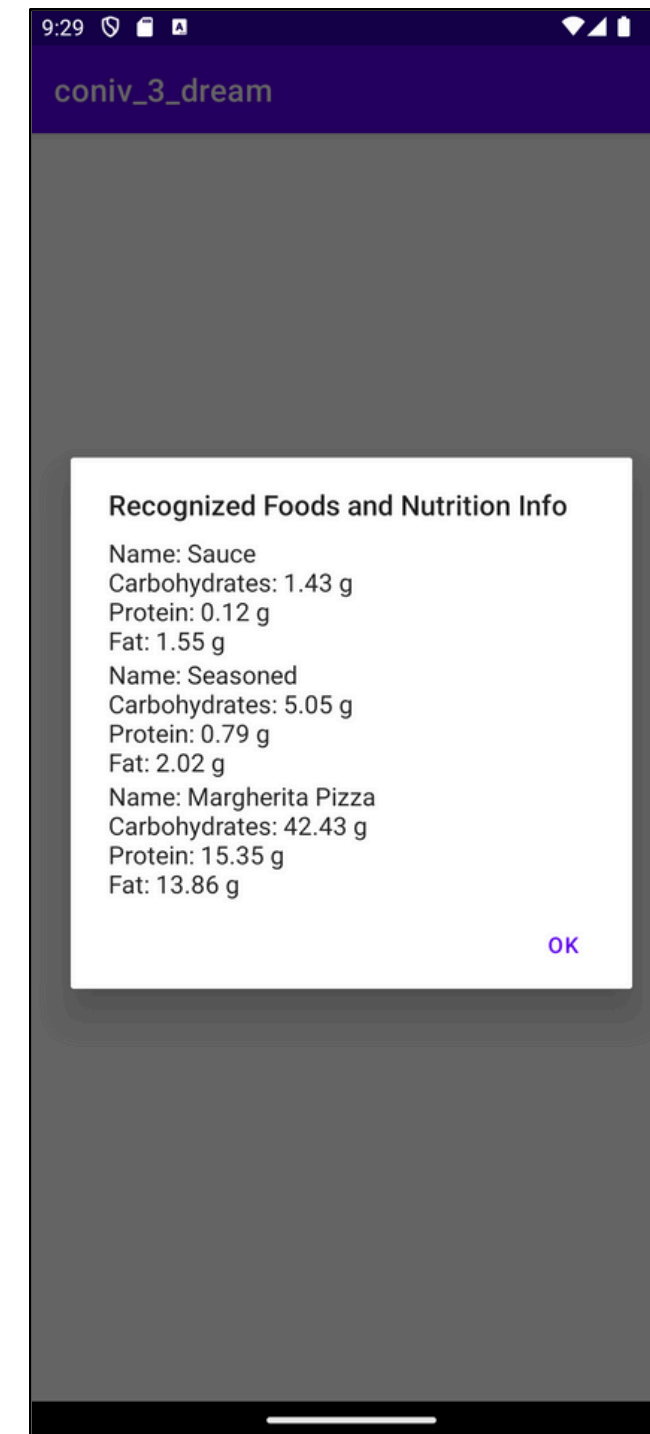 9:29
coniv_3_dream
Recognized Foods and Nutrition Info
Name: Sauce
Carbohydrates: 1.43 g
Protein: 0.12 g
Fat: 1.55 g
Name: Seasoned
Carbohydrates: 5.05 g
Protein: 0.79 g
Fat: 2.02 g
Name: Margherita Pizza
Carbohydrates: 42.43 g
Protein: 15.35 g
Fat: 13.86 g
OK